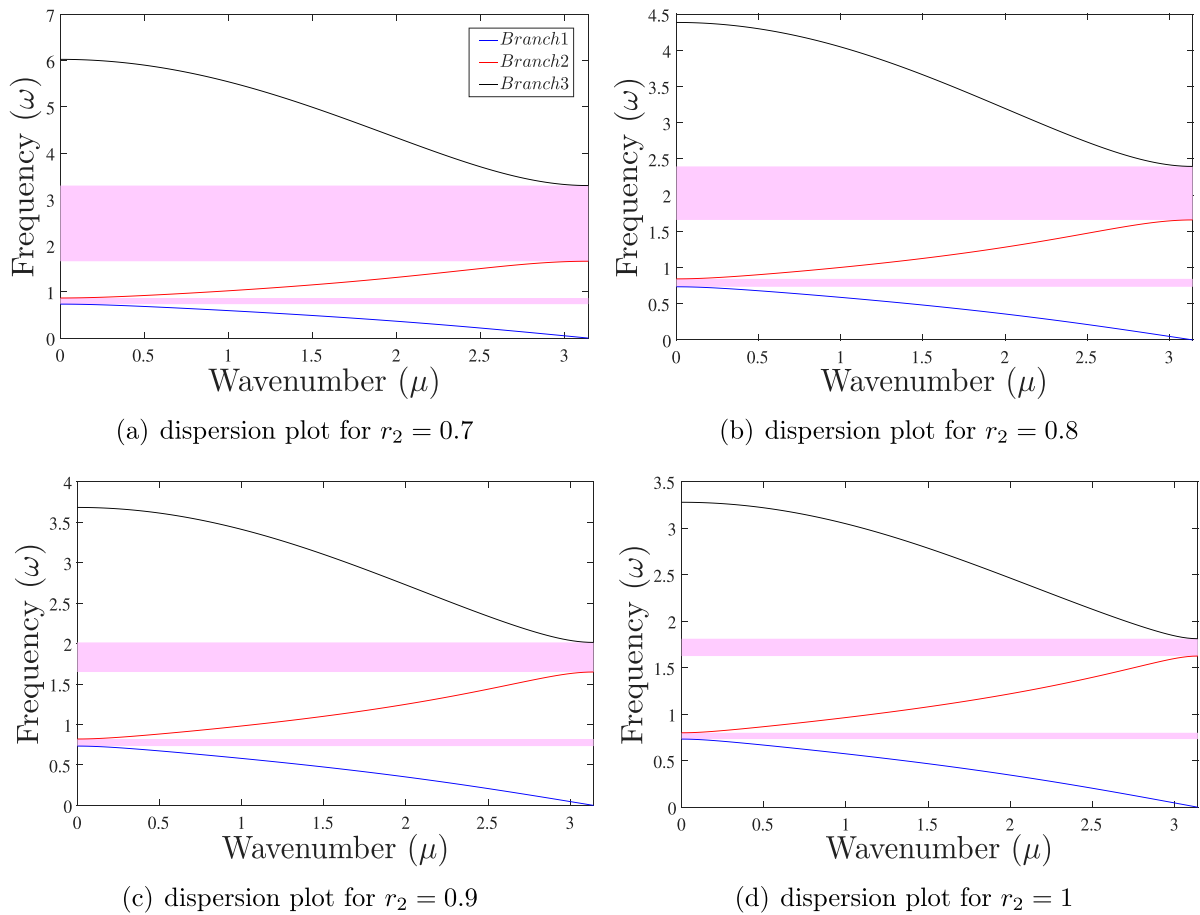 7
6
5
4
3
2
1
0
Frequency (ω)
Branch1
Branch2
Branch3
0 0.5 1 1.5 2 2.5 3
Wavenumber (μ)
(a) dispersion plot for r₂ = 0.7
4.5
4
3.5
3
2.5
2
1.5
1
0.5
0
Frequency (ω)
0 0.5 1 1.5 2 2.5 3
Wavenumber (μ)
(b) dispersion plot for r₂ = 0.8
4
3.5
3
2.5
2
1.5
1
0.5
0
Frequency (ω)
0 0.5 1 1.5 2 2.5 3
Wavenumber (μ)
(c) dispersion plot for r₂ = 0.9
3.5
3
2.5
2
1.5
1
0.5
0
Frequency (ω)
0 0.5 1 1.5 2 2.5 3
Wavenumber (μ)
(d) dispersion plot for r₂ = 1